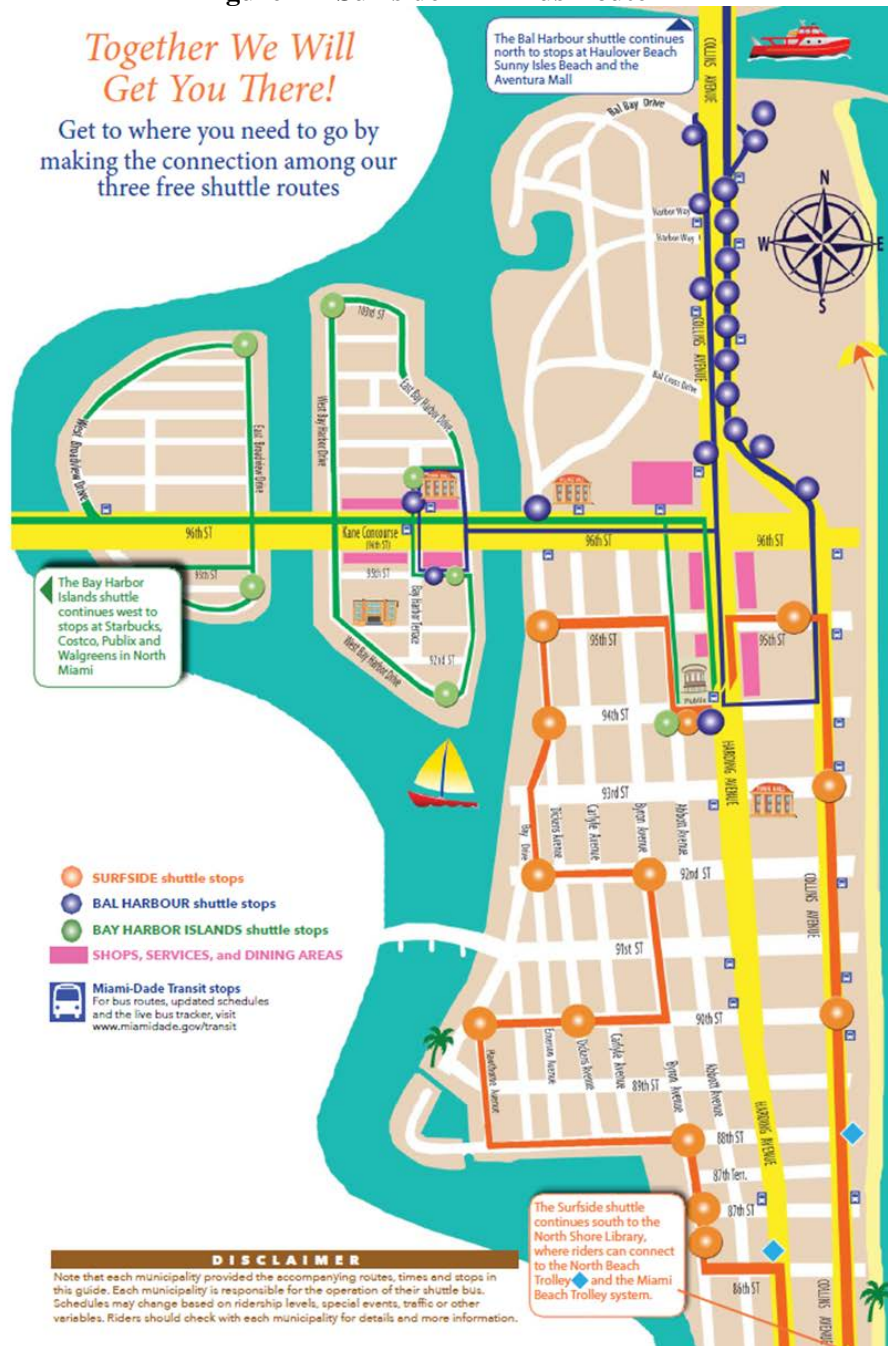 Together We Will
Get You There!
Get to where you need to go by
making the connection among our
three free shuttle routes
The Bal Harbour shuttle continues
north to stops at Haulover Beach
Sunny Isles Beach and the
Aventura Mall
COLLINS AVENUE
Bal Bay Drive
N
W
E
S
Harbor Way
Harbor Way
COLLINS AVENUE
Bal Cross Drive
103rd ST
East Bay Harbor Drive
West Bay Harbor Drive
West Broadview Drive
East Broadview Drive
96th ST
Kane Concourse
(96th ST)
96th ST
96th ST
95th ST
95th ST
Bay Harbor Terrace
92nd ST
West Bay Harbor Drive
The Bay Harbor
Islands shuttle
continues west to
stops at Starbucks,
Costco, Publix and
Walgreens in North
Miami
95th ST
95th ST
Publix
94th ST
HARDING AVENUE
TOWN HALL
93rd ST
Bay Drive
Dickens Avenue
Carlyle Avenue
Byron Avenue
Abbott Avenue
92nd ST
COLLINS AVENUE
91st ST
90th ST
SURFSIDE shuttle stops
BAL HARBOUR shuttle stops
BAY HARBOR ISLANDS shuttle stops
SHOPS, SERVICES, and DINING AREAS
Miami-Dade Transit stops
For bus routes, updated schedules
and the live bus tracker, visit
www.miamidade.gov/transit
Hawthorne Avenue
Emerson Avenue
Dickens Avenue
Carlyle Avenue
Byron Avenue
Abbott Avenue
89th ST
HARDING AVENUE
88th ST
87th Terr.
87th ST
86th ST
COLLINS AVENUE
The Surfside shuttle
continues south to the
North Shore Library,
where riders can connect
to the North Beach
Trolley and the Miami
Beach Trolley system.
DISCLAIMER
Note that each municipality provided the accompanying routes, times and stops in
this guide. Each municipality is responsible for the operation of their shuttle bus.
Schedules may change based on ridership levels, special events, traffic or other
variables. Riders should check with each municipality for details and more information.